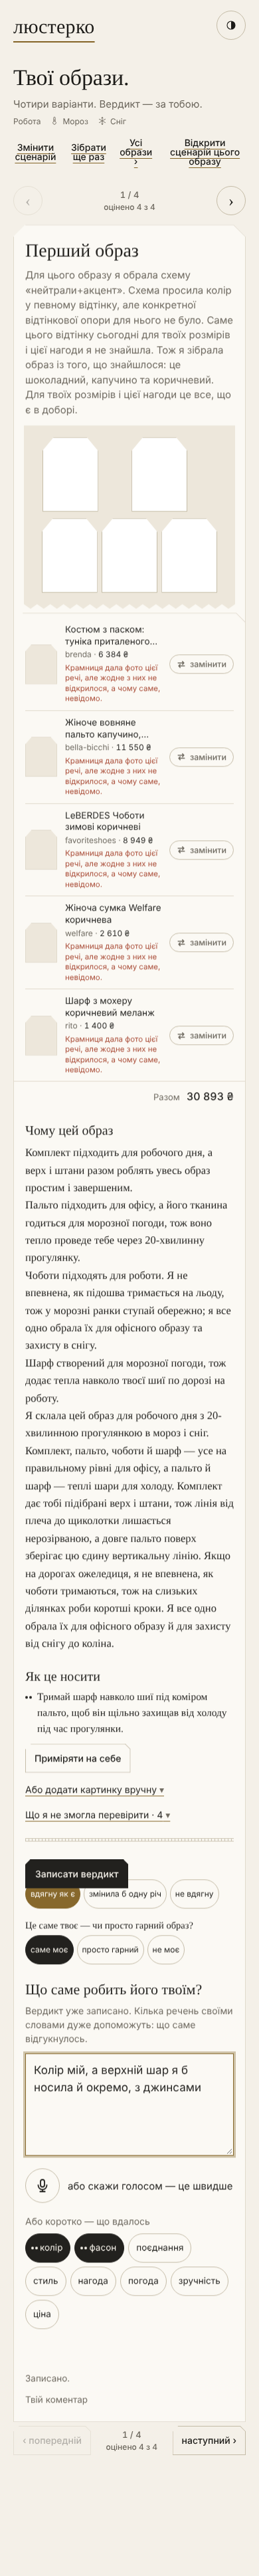 люстерко
Твої образи.
Чотири варіанти. Вердикт — за тобою.
Робота Мороз Сніг
Змінити
сценарій
Зібрати
ще раз
Усі
образи
›
Відкрити
сценарій цього
образу
‹
1 / 4
оцінено 4 з 4
›
Перший образ
Для цього образу я обрала схему
«нейтрали+акцент». Схема просила колір
у певному відтінку, але конкретної
відтінкової опори для нього не було. Саме
цього відтінку сьогодні для твоїх розмірів
і цієї нагоди я не знайшла. Тож я зібрала
образ із того, що знайшлося: це
шоколадний, капучино та коричневий.
Для твоїх розмірів і цієї нагоди це все, що
є в доборі.
Костюм з паском:
туніка приталеного…
brenda · 6 384 ₴
Крамниця дала фото цієї
речі, але жодне з них не
відкрилося, а чому саме,
невідомо.
замінити
Жіноче вовняне
пальто капучино,…
bella-bicchi · 11 550 ₴
Крамниця дала фото цієї
речі, але жодне з них не
відкрилося, а чому саме,
невідомо.
замінити
LeBERDES Чоботи
зимові коричневі
favoriteshoes · 8 949 ₴
Крамниця дала фото цієї
речі, але жодне з них не
відкрилося, а чому саме,
невідомо.
замінити
Жіноча сумка Welfare
коричнева
welfare · 2 610 ₴
Крамниця дала фото цієї
речі, але жодне з них не
відкрилося, а чому саме,
невідомо.
замінити
Шарф з мохеру
коричневий меланж
rito · 1 400 ₴
Крамниця дала фото цієї
речі, але жодне з них не
відкрилося, а чому саме,
невідомо.
замінити
Разом 30 893 ₴
Чому цей образ
Комплект підходить для робочого дня, а
верх і штани разом роблять увесь образ
простим і завершеним.
Пальто підходить для офісу, а його тканина
годиться для морозної погоди, тож воно
тепло проведе тебе через 20-хвилинну
прогулянку.
Чоботи підходять для роботи. Я не
впевнена, як підошва тримається на льоду,
тож у морозні ранки ступай обережно; я все
одно обрала їх для офісного образу та
захисту в снігу.
Шарф створений для морозної погоди, тож
додає тепла навколо твоєї шиї по дорозі на
роботу.
Я склала цей образ для робочого дня з 20-
хвилинною прогулянкою в мороз і сніг.
Комплект, пальто, чоботи й шарф — усе на
правильному рівні для офісу, а пальто й
шарф — теплі шари для холоду. Комплект
дає тобі підібрані верх і штани, тож лінія від
плеча до щиколотки лишається
нерозірваною, а довге пальто поверх
зберігає цю єдину вертикальну лінію. Якщо
на дорогах ожеледиця, я не впевнена, як
чоботи тримаються, тож на слизьких
ділянках роби коротші кроки. Я все одно
обрала їх для офісного образу й для захисту
від снігу до коліна.
Як це носити
Тримай шарф навколо шиї під коміром
пальто, щоб він щільно захищав від холоду
під час прогулянки.
Приміряти на себе
Або додати картинку вручну ▾
Що я не змогла перевірити · 4 ▾
Записати вердикт
вдягну як є
змінила б одну річ
не вдягну
Це саме твоє — чи просто гарний образ?
саме моє
просто гарний
не моє
Що саме робить його твоїм?
Вердикт уже записано. Кілька речень своїми
словами дуже допоможуть: що саме
відгукнулось.
Колір мій, а верхній шар я б
носила й окремо, з джинсами
або скажи голосом — це швидше
Або коротко — що вдалось
колір
фасон
поєднання
стиль
нагода
погода
зручність
ціна
Записано.
Твій коментар
‹ попередній
1 / 4
оцінено 4 з 4
наступний ›